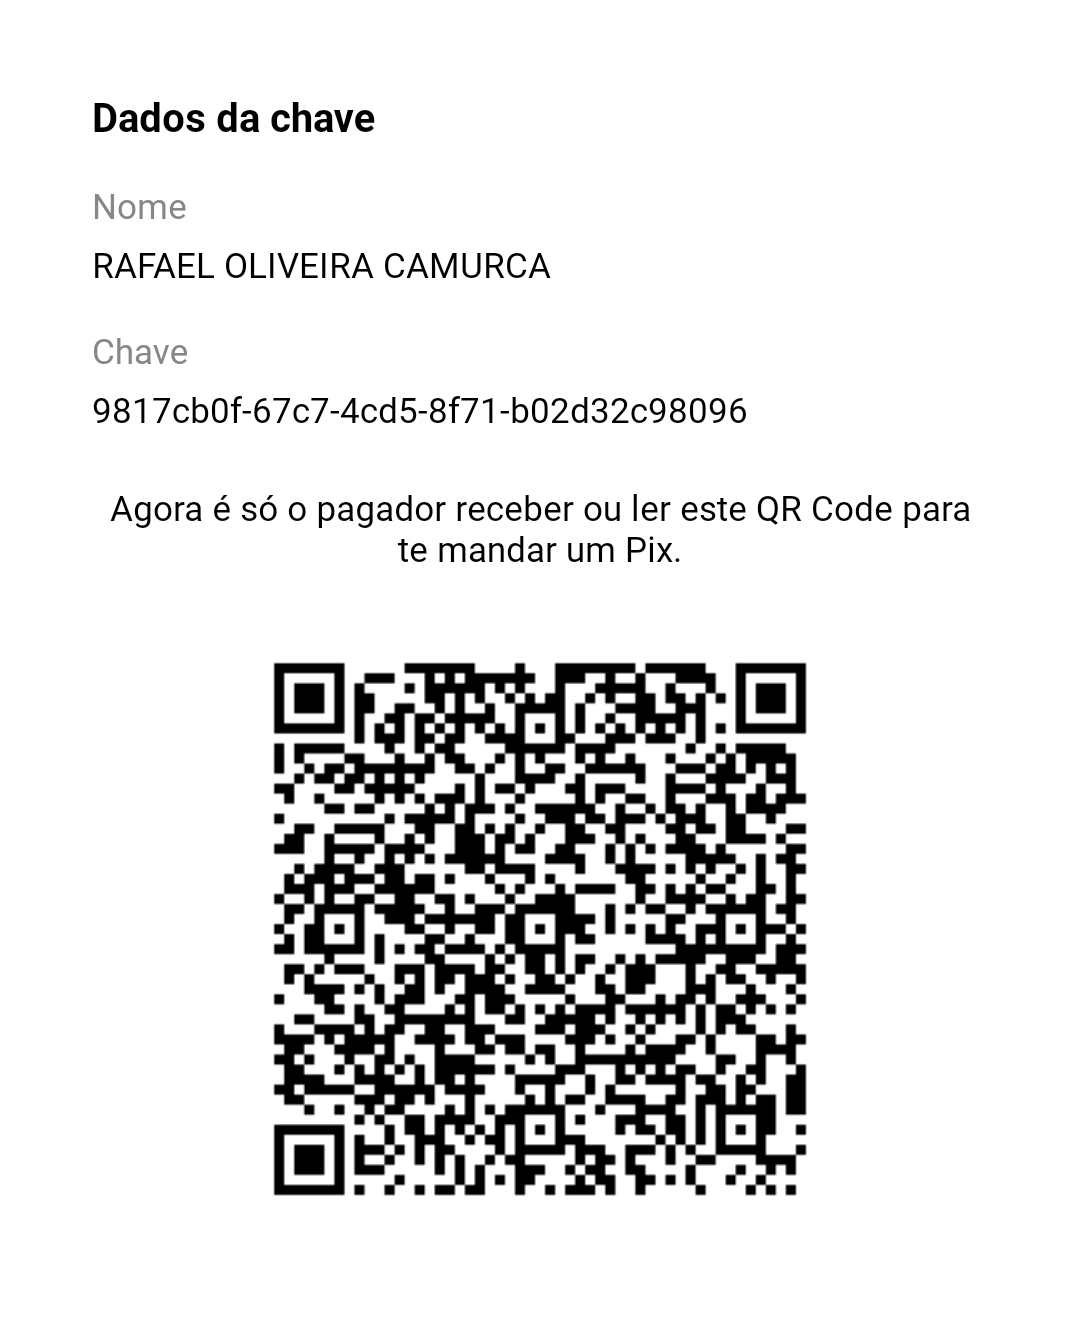 Dados da chave
Nome
RAFAEL OLIVEIRA CAMURCA
Chave
9817cb0f-67c7-4cd5-8f71-b02d32c98096
Agora é só o pagador receber ou ler este QR Code para
te mandar um Pix.